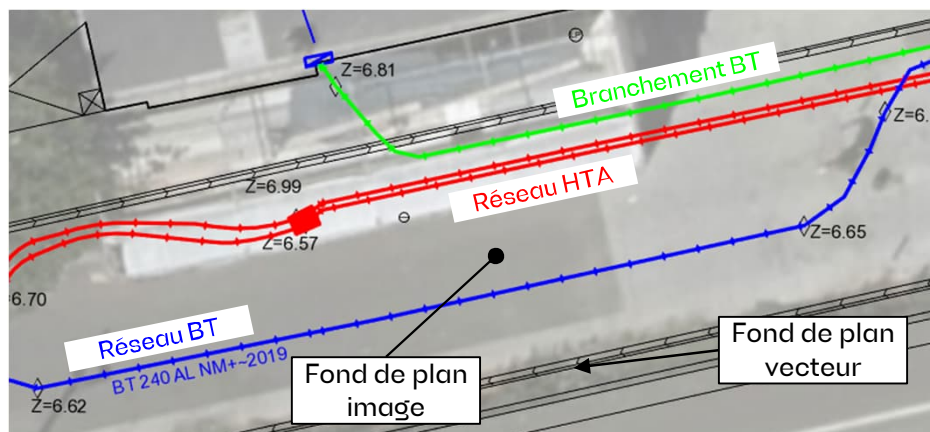 LP
Z=6.81
Branchement BT
Z=6.
Z=6.99
Réseau HTA
Z=6.57
Z=6.65
6.70
Réseau BT
BT 240 AL NM+~2019
Fond de plan
vecteur
Fond de plan
image
Z=6.62